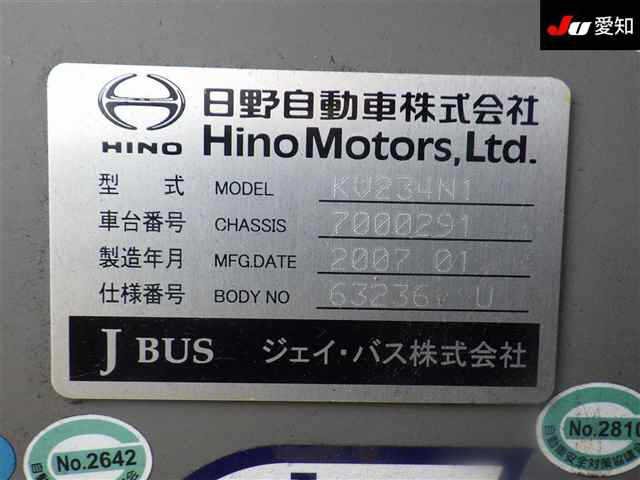 JU 愛知
日野自動車株式会社
HINO Hino Motors, Ltd.
型 式 MODEL KV234N1
車台番号 CHASSIS 7000291
製造年月 MFG.DATE 2007 01
仕様番号 BODY NO U
J BUS ジェイ・バス株式会社
No.2642
No.2810